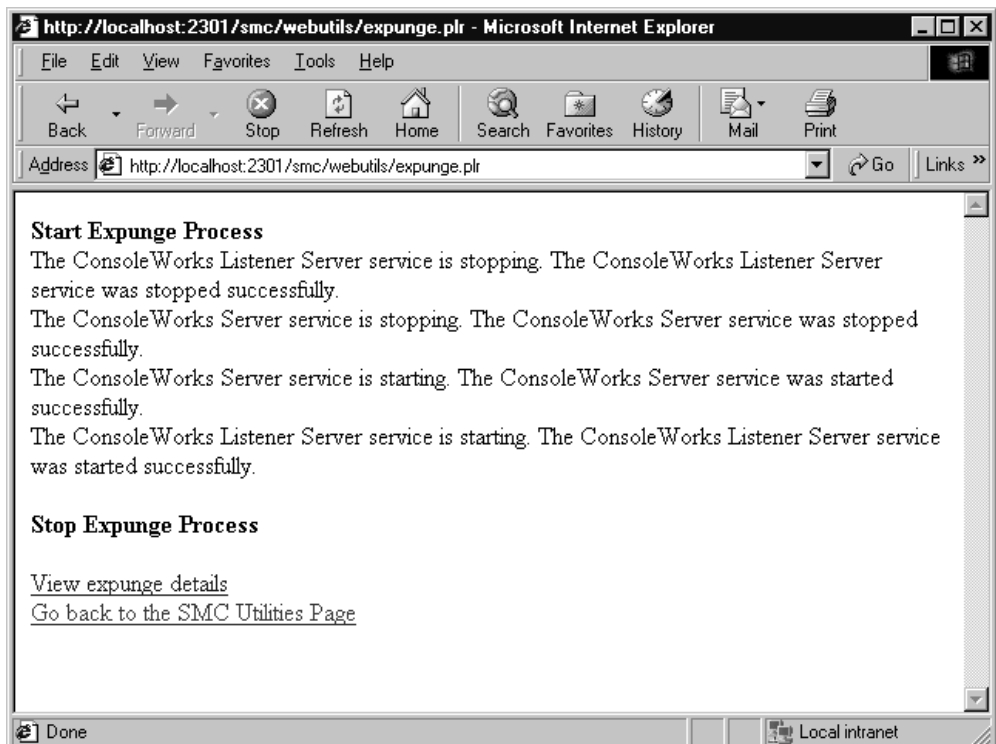 http://localhost:2301/smc/webutils/expunge.plr - Microsoft Internet Explorer
File Edit View Favorites Tools Help
Back Forward Stop Refresh Home Search Favorites History Mail Print
Address http://localhost:2301/smc/webutils/expunge.plr Go Links »
Start Expunge Process
The ConsoleWorks Listener Server service is stopping. The ConsoleWorks Listener Server
service was stopped successfully.
The ConsoleWorks Server service is stopping. The ConsoleWorks Server service was stopped
successfully.
The ConsoleWorks Server service is starting. The ConsoleWorks Server service was started
successfully.
The ConsoleWorks Listener Server service is starting. The ConsoleWorks Listener Server service
was started successfully.
Stop Expunge Process
View expunge details
Go back to the SMC Utilities Page
Done Local intranet